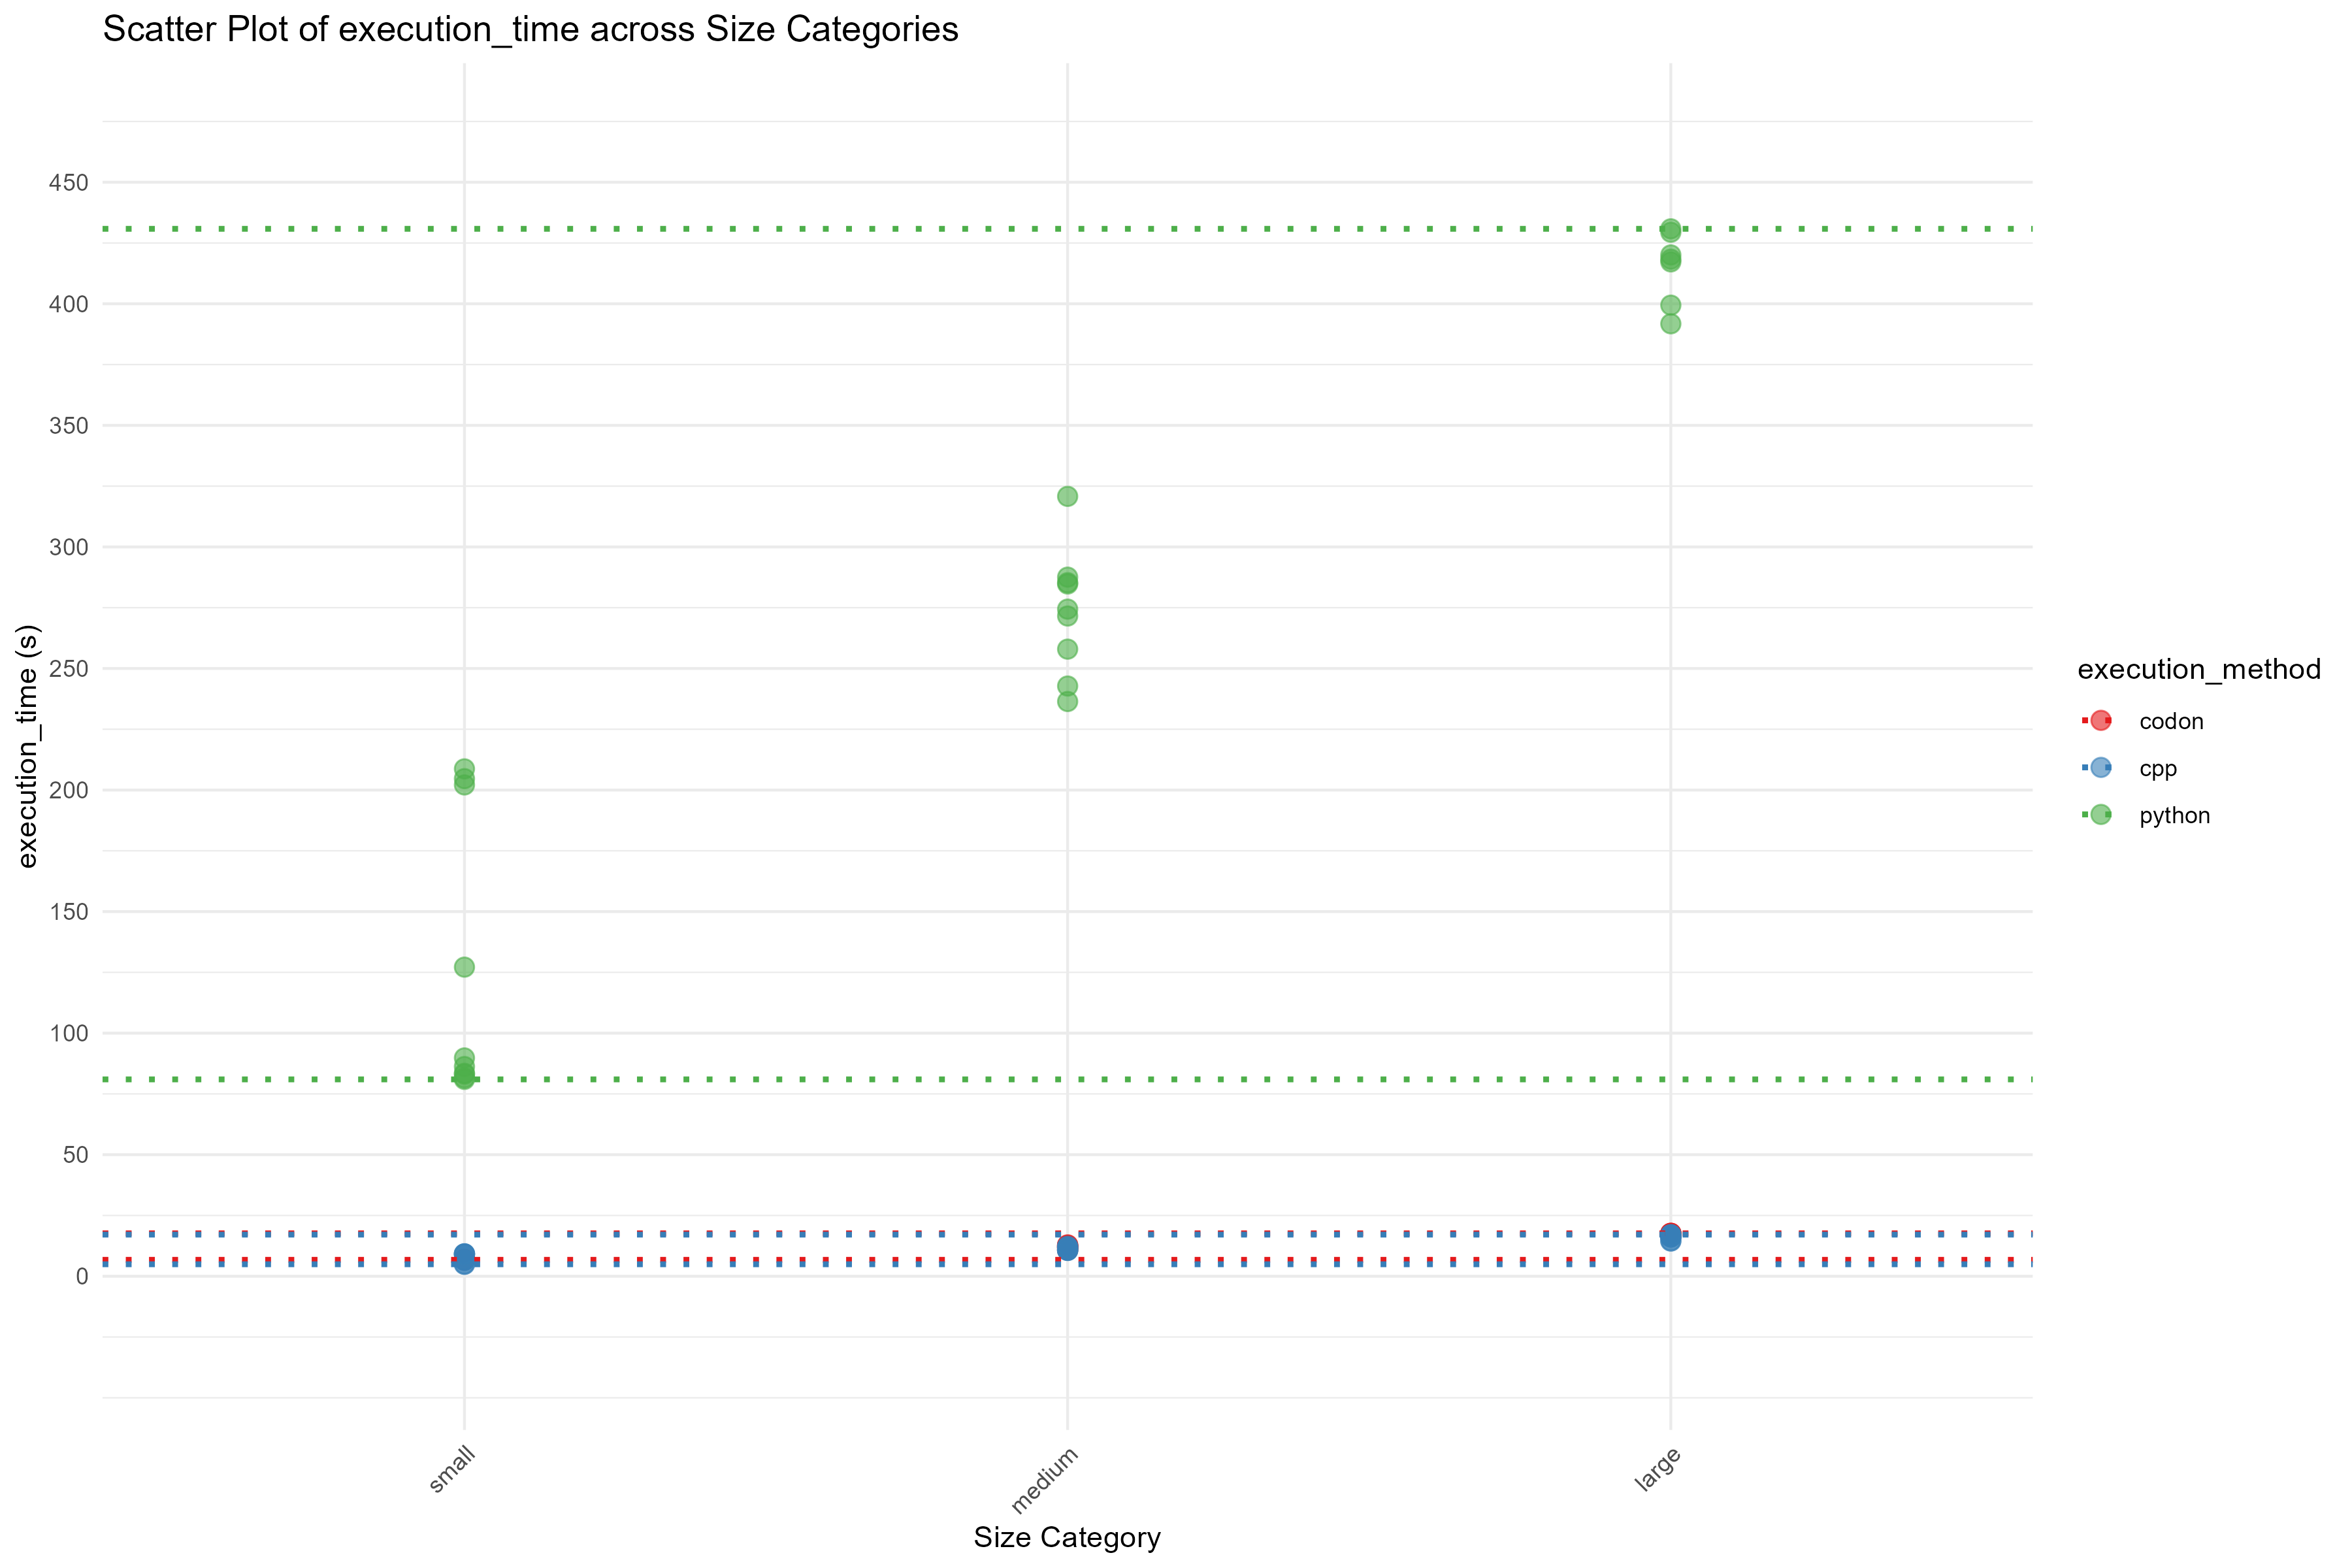 Scatter Plot of execution_time across Size Categories
execution_time (s)
450
400
350
300
250
200
150
100
50
0
small
medium
large
Size Category
execution_method
codon
cpp
python